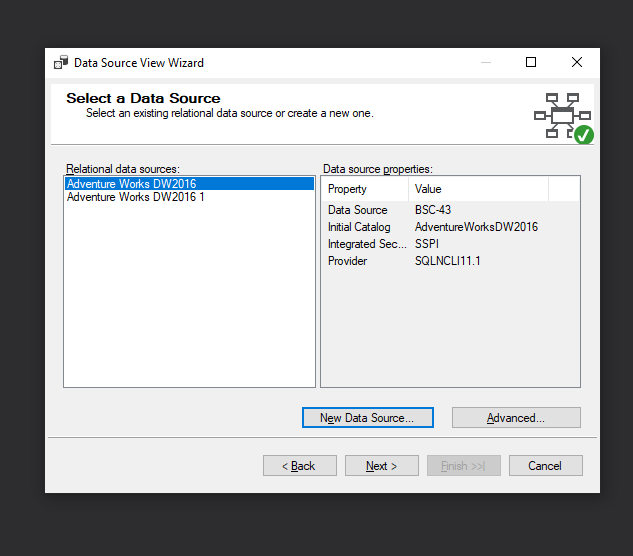 Data Source View Wizard
Select a Data Source
Select an existing relational data source or create a new one.
Relational data sources:
Adventure Works DW2016
Adventure Works DW2016 1
Data source properties:
Property Value
Data Source BSC-43
Initial Catalog AdventureWorksDW2016
Integrated Sec... SSPI
Provider SQLNCLI11.1
New Data Source...
Advanced...
< Back
Next >
Finish >>|
Cancel